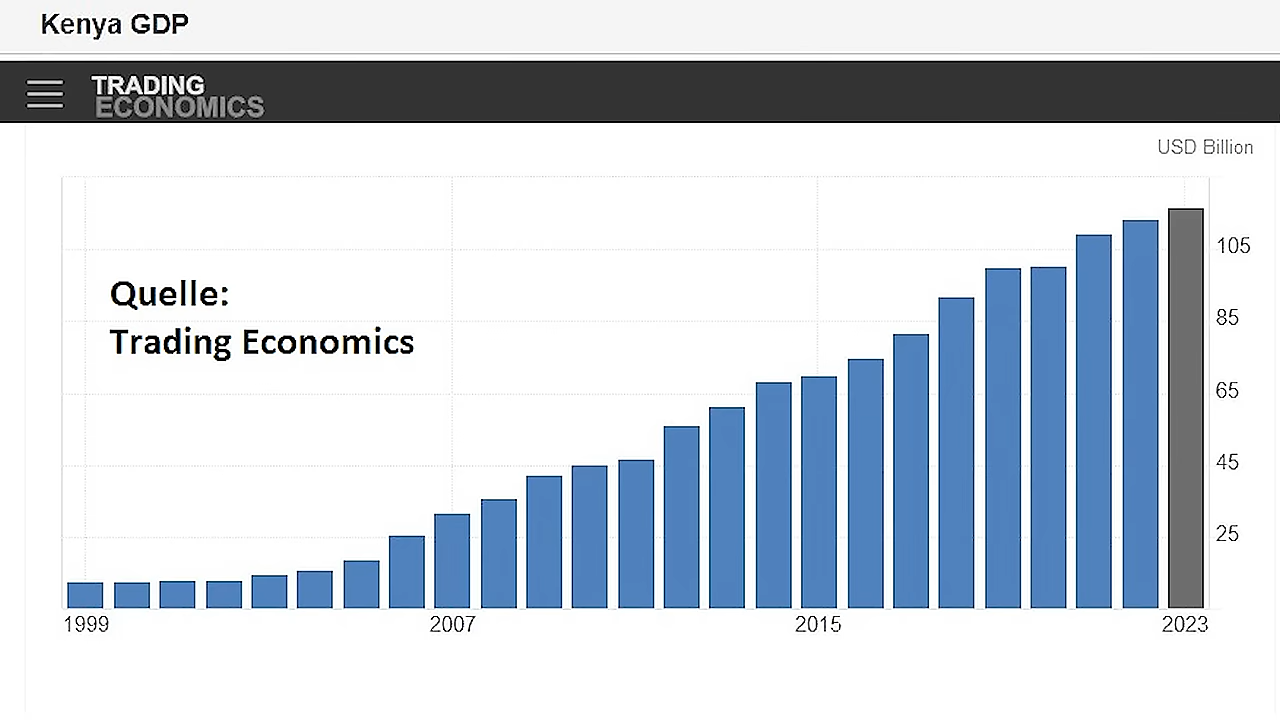 Kenya GDP
TRADING
ECONOMICS
USD Billion
Quelle:
Trading Economics
105
85
65
45
25
1999 2007 2015 2023